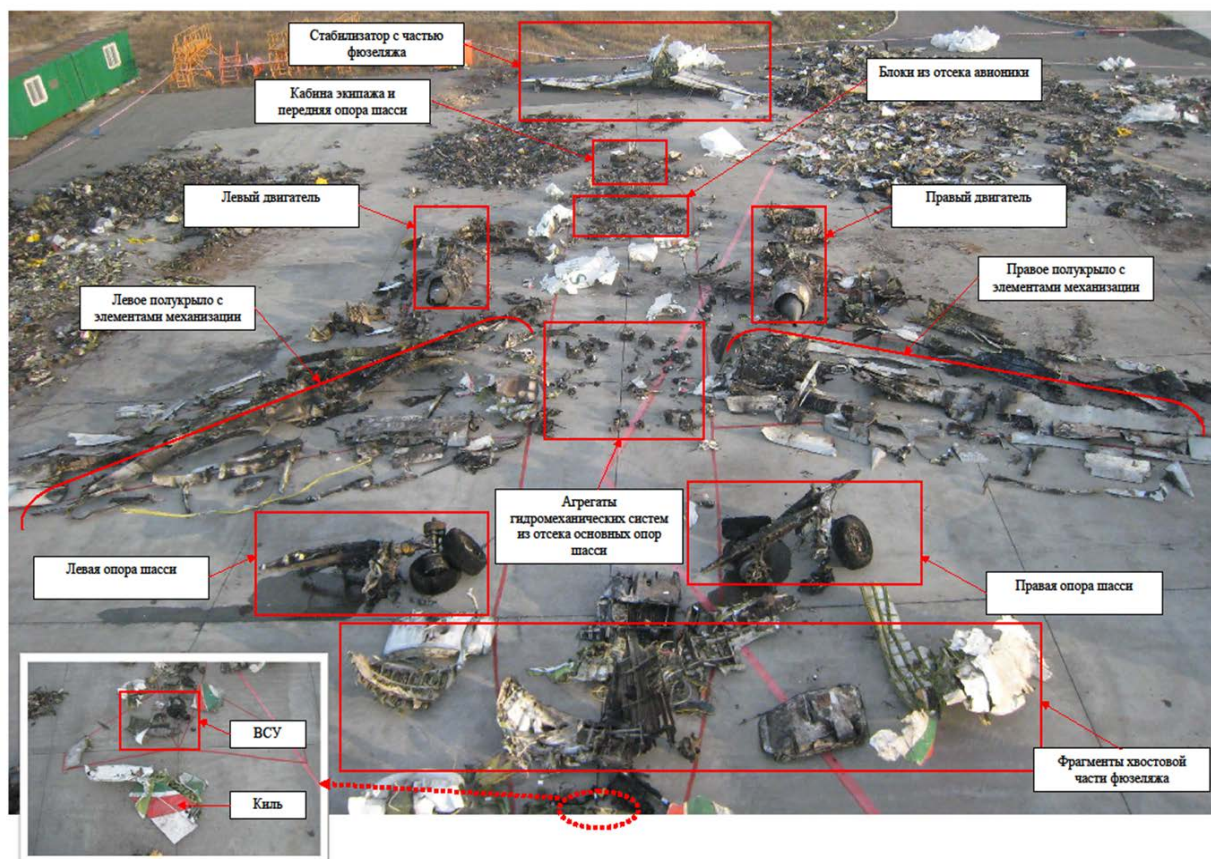 Стабилизатор с частью
фюзеляжа
Блоки из отсека авионики
Кабина экипажа и
передняя опора шасси
Левый двигатель
Правый двигатель
Левое полукрыло с
элементами механизации
Правое полукрыло с
элементами механизации
Агрегаты
гидромеханических систем
из отсека основных опор
шасси
Левая опора шасси
Правая опора шасси
ВСУ
Киль
Фрагменты хвостовой
части фюзеляжа